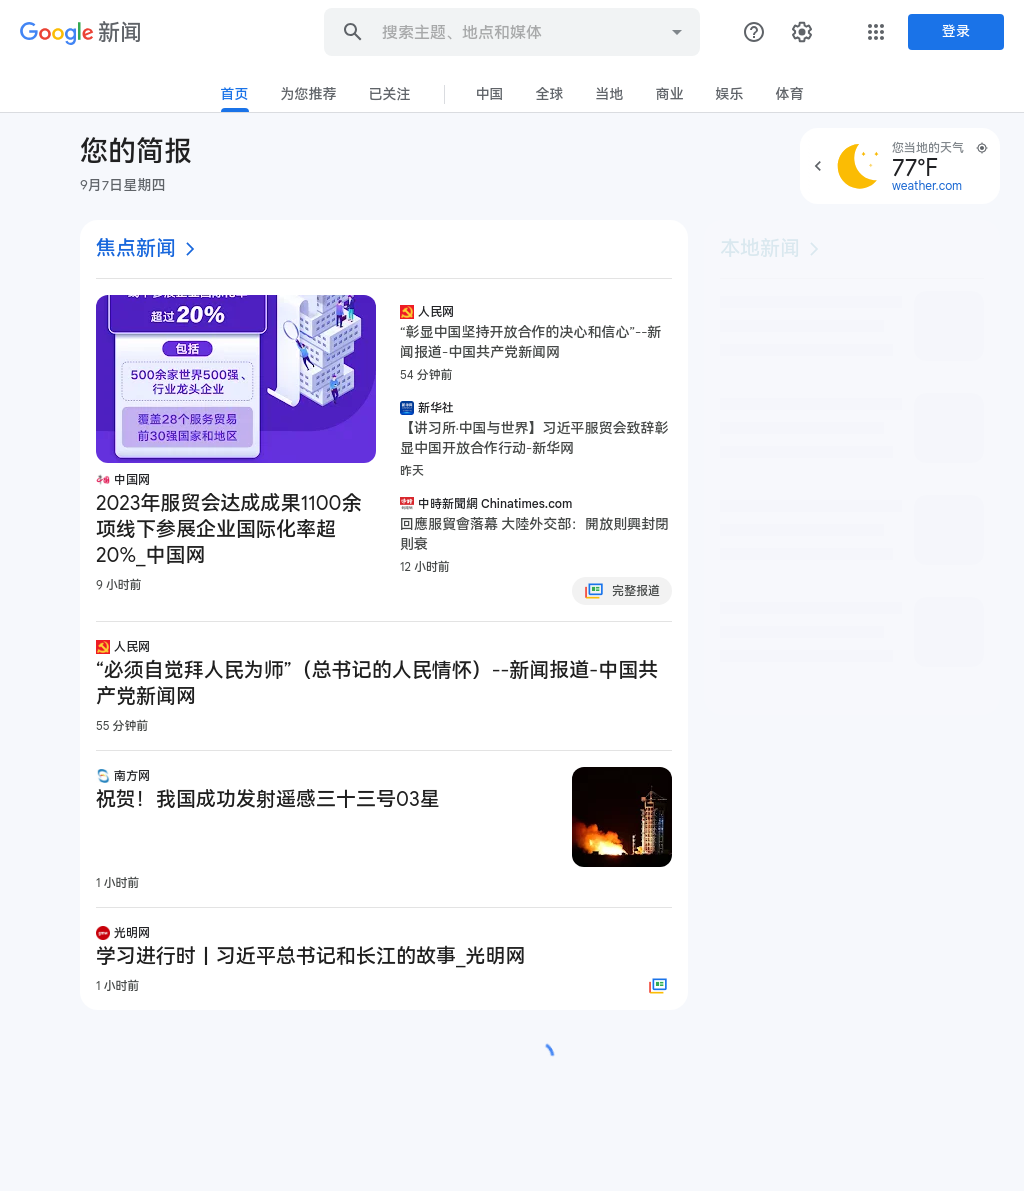 Google 新闻
搜索主题、地点和媒体
登录
首页
为您推荐
已关注
中国
全球
当地
商业
娱乐
体育
您的简报
9月7日星期四
您当地的天气
77°F
weather.com
焦点新闻
本地新闻
超过20%
包括
500余家世界500强、
行业龙头企业
覆盖28个服务贸易
前30强国家和地区
中国网
2023年服贸会达成成果1100余
项线下参展企业国际化率超
20%_中国网
9 小时前
人民网
“彰显中国坚持开放合作的决心和信心”--新
闻报道-中国共产党新闻网
54 分钟前
新华社
【讲习所·中国与世界】习近平服贸会致辞彰
显中国开放合作行动-新华网
昨天
中時新聞網 Chinatimes.com
回應服貿會落幕 大陸外交部：開放則興封閉
則衰
12 小时前
完整报道
人民网
“必须自觉拜人民为师”（总书记的人民情怀）--新闻报道-中国共
产党新闻网
55 分钟前
南方网
祝贺！我国成功发射遥感三十三号03星
1 小时前
光明网
学习进行时丨习近平总书记和长江的故事_光明网
1 小时前